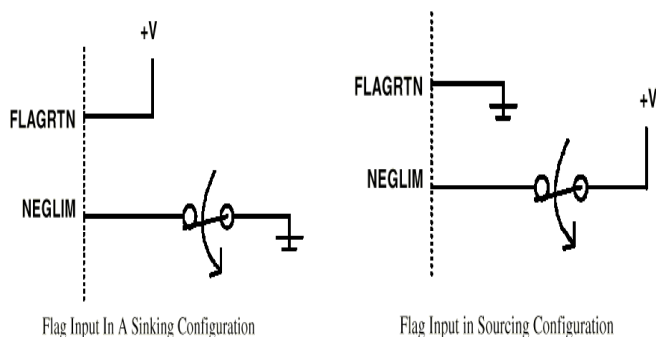 +V
FLAGRTN
NEGLIM
Flag Input In A Sinking Configuration
FLAGRTN
+V
NEGLIM
Flag Input in Sourcing Configuration